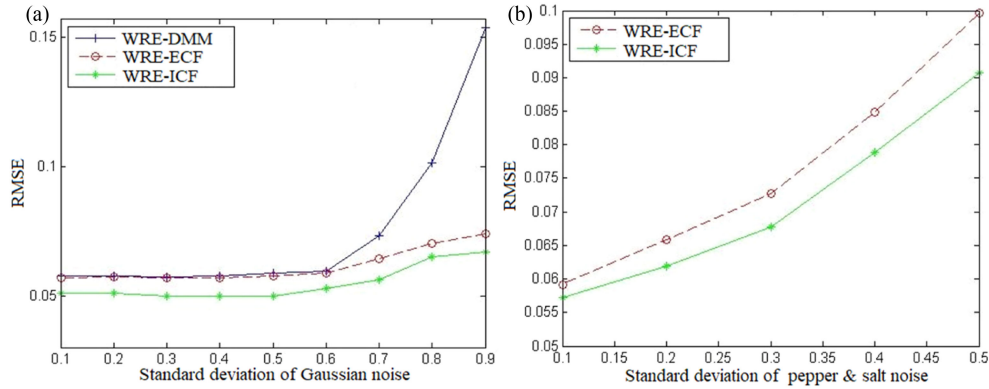 (a)
WRE-DMM
WRE-ECF
WRE-ICF
0.15
0.1
0.05
RMSE
0.1 0.2 0.3 0.4 0.5 0.6 0.7 0.8 0.9
Standard deviation of Gaussian noise
(b)
WRE-ECF
WRE-ICF
0.1
0.095
0.09
0.085
0.08
0.075
0.07
0.065
0.06
0.055
0.05
RMSE
0.1 0.15 0.2 0.25 0.3 0.35 0.4 0.45 0.5
Standard deviation of pepper & salt noise